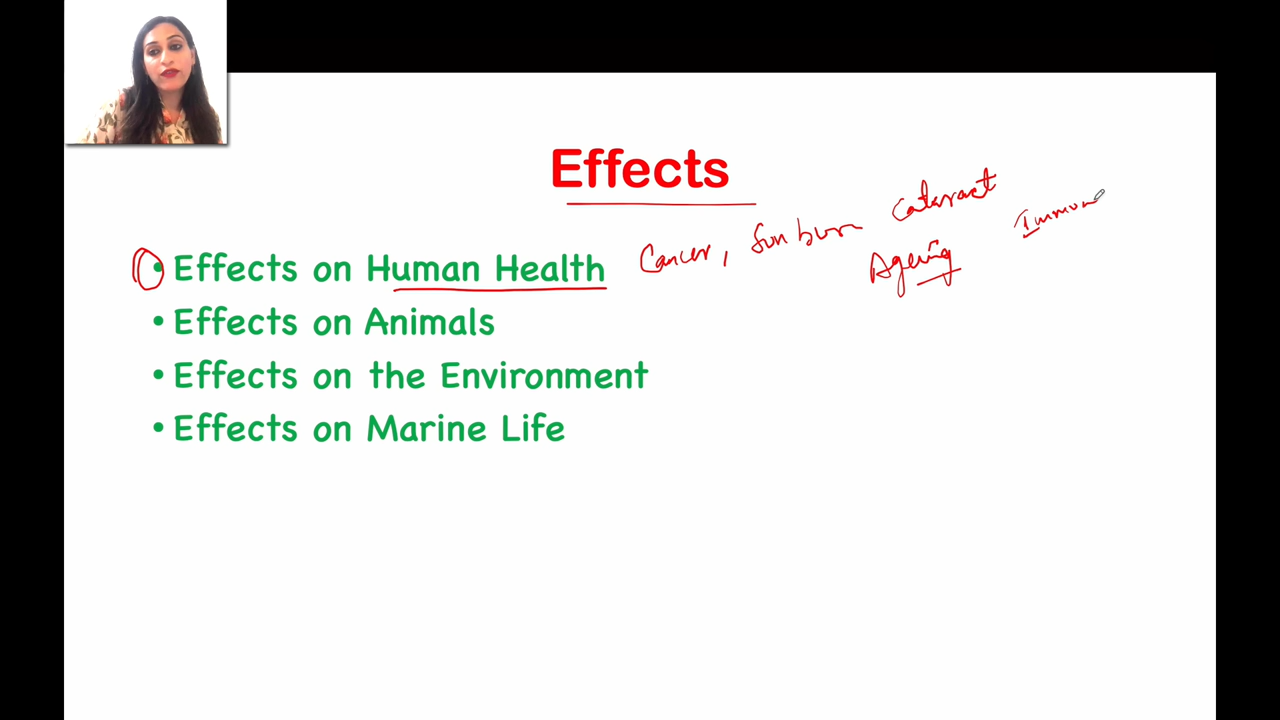 Effects
• Effects on Human Health Cancer, Sun burn Cataract
Ageing Immun
• Effects on Animals
• Effects on the Environment
• Effects on Marine Life